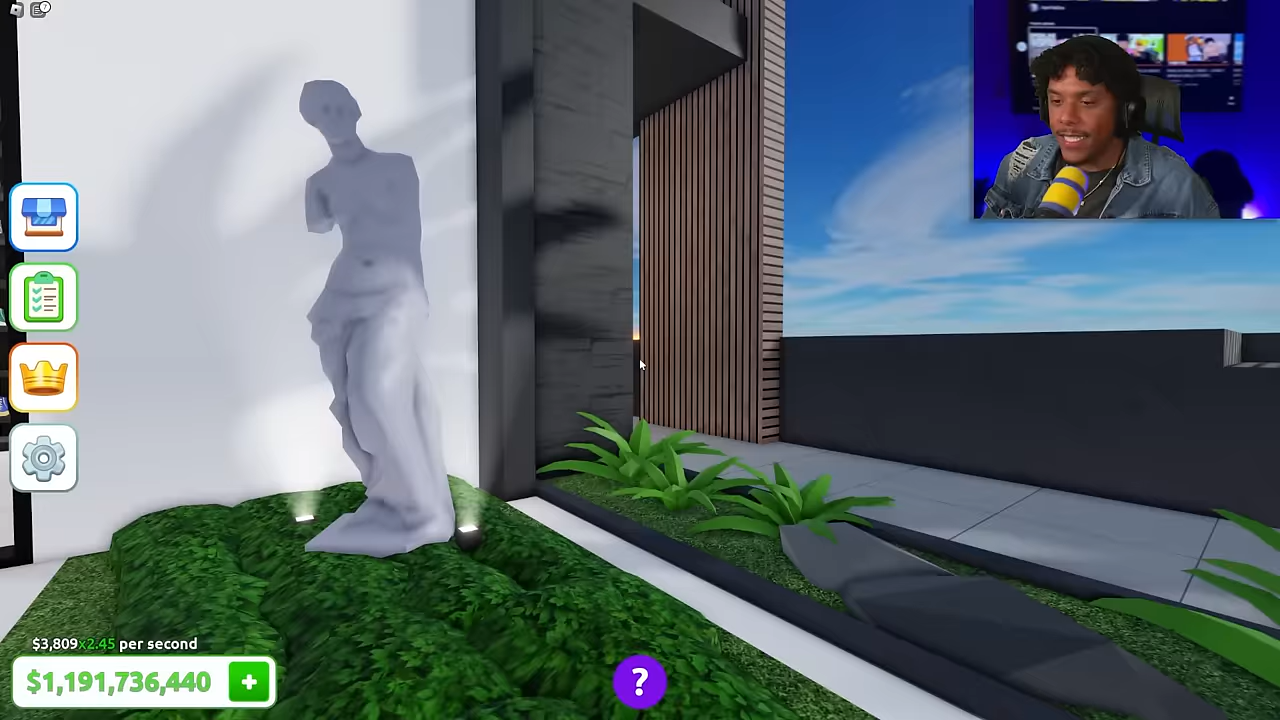 $3,809x2.45 per second
$1,191,736,440 +
?